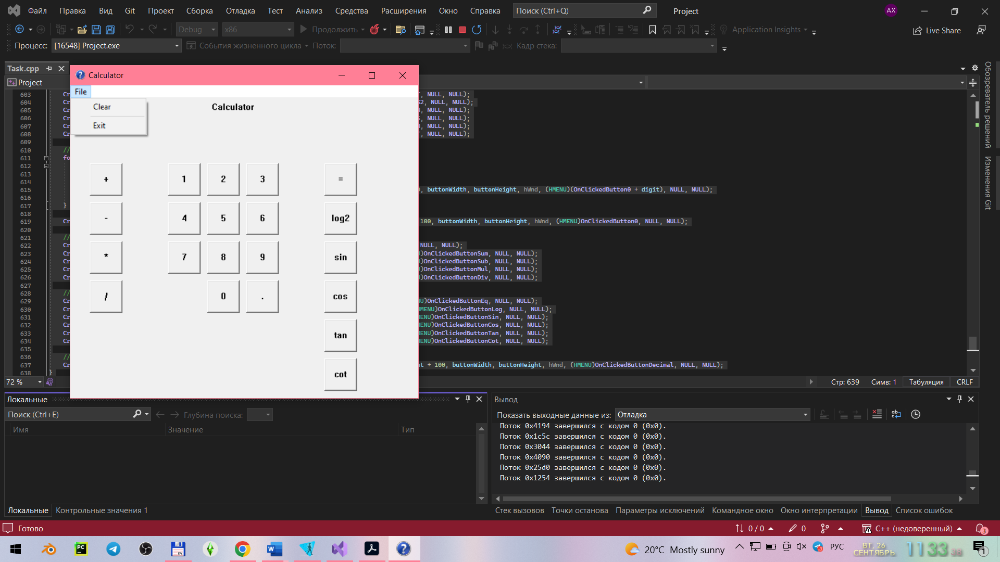 Файл Правка Вид Git Проект Сборка Отладка Тест Анализ Средства Расширения Окно Справка Поиск (Ctrl+Q) Project AX
Debug x86 Продолжить Application Insights Live Share
Процесс: [16548] Project.exe События жизненного цикла Поток: Кадр стека:
Task.cpp
Project
Calculator
File
Clear
Exit
Calculator
+ 1 2 3 =
- 4 5 6 log2
* 7 8 9 sin
/ 0 . cos
tan
cot
603 Cr , NULL, NULL);
604 Cr 2, NULL, NULL);
605 Cr , NULL, NULL);
606 Cr , NULL, NULL);
607 Cr , NULL, NULL);
608 Cr , NULL, NULL);
609
610 //
611 fo
612
613
614
615 , buttonWidth, buttonHeight, hWnd, (HMENU)(OnClickedButton0 + digit), NULL, NULL);
616
617 }
618
619 Cr 100, buttonWidth, buttonHeight, hWnd, (HMENU)OnClickedButton0, NULL, NULL);
620
621 //
622 Cr NULL, NULL);
623 Cr )OnClickedButtonSum, NULL, NULL);
624 Cr )OnClickedButtonSub, NULL, NULL);
625 Cr )OnClickedButtonMul, NULL, NULL);
626 Cr )OnClickedButtonDiv, NULL, NULL);
627
628 //
629 Cr U)OnClickedButtonEq, NULL, NULL);
630 Cr MENU)OnClickedButtonLog, NULL, NULL);
631 Cr ENU)OnClickedButtonSin, NULL, NULL);
632 Cr ENU)OnClickedButtonCos, NULL, NULL);
633 Cr ENU)OnClickedButtonTan, NULL, NULL);
634 Cr ENU)OnClickedButtonCot, NULL, NULL);
635
636 //
637 Cr ht + 100, buttonWidth, buttonHeight, hWnd, (HMENU)OnClickedButtonDecimal, NULL, NULL);
638 }
72 % Стр: 639 Симв: 1 Табуляция CRLF
Обозреватель решений
Изменения Git
Локальные
Поиск (Ctrl+E) Глубина поиска:
Имя Значение Тип
Локальные Контрольные значения 1
Вывод
Показать выходные данные из: Отладка
Поток 0x4194 завершился с кодом 0 (0x0).
Поток 0x1c5c завершился с кодом 0 (0x0).
Поток 0x3044 завершился с кодом 0 (0x0).
Поток 0x4090 завершился с кодом 0 (0x0).
Поток 0x25d0 завершился с кодом 0 (0x0).
Поток 0x1254 завершился с кодом 0 (0x0).
Стек вызовов Точки останова Параметры исключений Командное окно Окно интерпретации Вывод Список ошибок
Готово 0 / 0 0 C++ (недоверенный) 3
PC 64 W 20°C Mostly sunny РУС ВТ, 26 СЕНТЯБРЬ 11 33 38 1